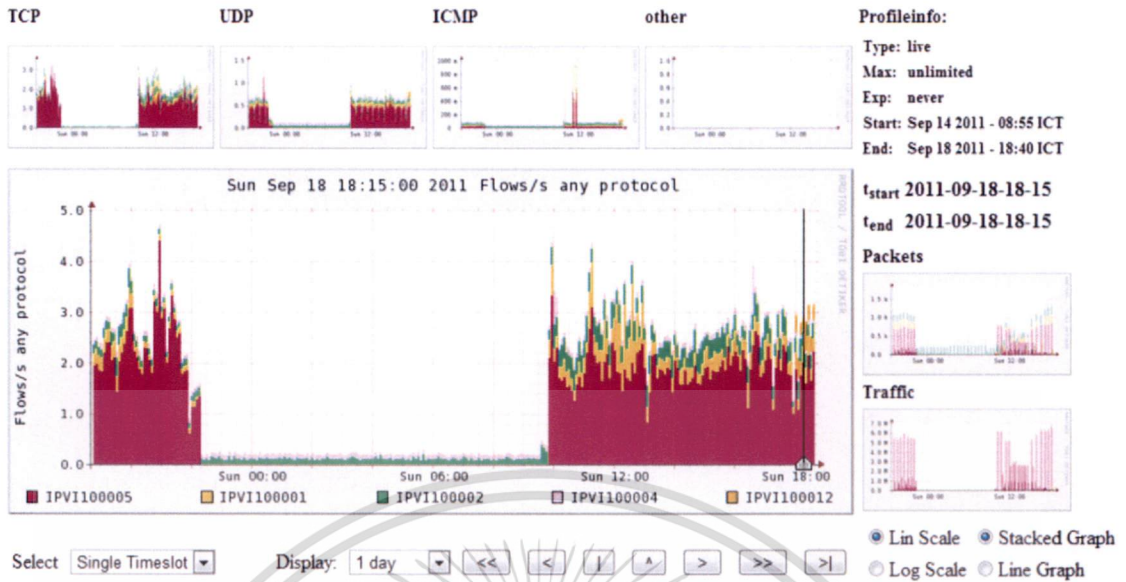 TCP UDP ICMP other Profileinfo:
Type: live
Max: unlimited
Exp: never
Start: Sep 14 2011 - 08:55 ICT
End: Sep 18 2011 - 18:40 ICT
tstart 2011-09-18-18-15
tend 2011-09-18-18-15
Packets
Traffic
Sun Sep 18 18:15:00 2011 Flows/s any protocol
RRDTOOL / TOBI OETIKER
Flows/s any protocol
5.0
4.0
3.0
2.0
1.0
0.0
Sun 00:00 Sun 06:00 Sun 12:00 Sun 18:00
IPVI100005 IPVI100001 IPVI100002 IPVI100004 IPVI100012
Lin Scale Stacked Graph
Log Scale Line Graph
Select Single Timeslot Display: 1 day << < | ^ > >> >|